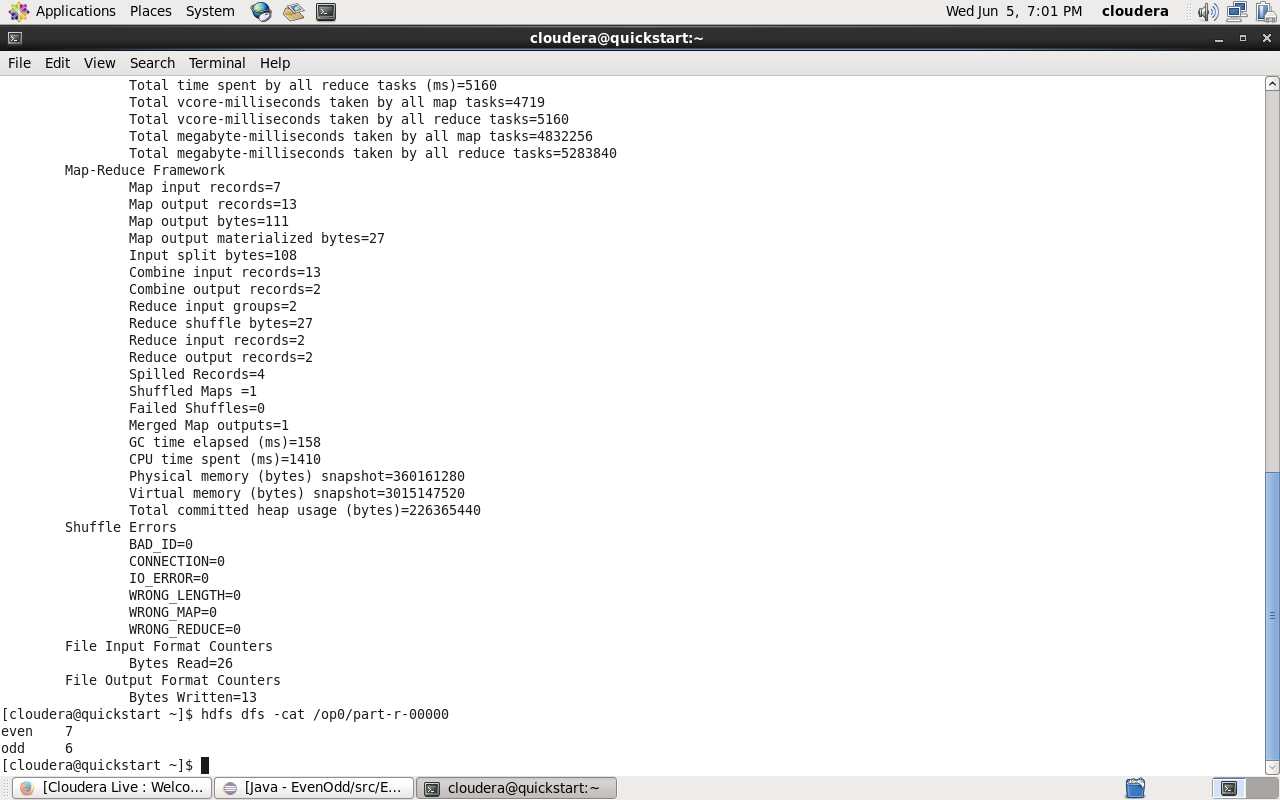 Applications Places System Wed Jun 5, 7:01 PM cloudera
cloudera@quickstart:~
File Edit View Search Terminal Help
Total time spent by all reduce tasks (ms)=5160
Total vcore-milliseconds taken by all map tasks=4719
Total vcore-milliseconds taken by all reduce tasks=5160
Total megabyte-milliseconds taken by all map tasks=4832256
Total megabyte-milliseconds taken by all reduce tasks=5283840
Map-Reduce Framework
Map input records=7
Map output records=13
Map output bytes=111
Map output materialized bytes=27
Input split bytes=108
Combine input records=13
Combine output records=2
Reduce input groups=2
Reduce shuffle bytes=27
Reduce input records=2
Reduce output records=2
Spilled Records=4
Shuffled Maps =1
Failed Shuffles=0
Merged Map outputs=1
GC time elapsed (ms)=158
CPU time spent (ms)=1410
Physical memory (bytes) snapshot=360161280
Virtual memory (bytes) snapshot=3015147520
Total committed heap usage (bytes)=226365440
Shuffle Errors
BAD_ID=0
CONNECTION=0
IO_ERROR=0
WRONG_LENGTH=0
WRONG_MAP=0
WRONG_REDUCE=0
File Input Format Counters
Bytes Read=26
File Output Format Counters
Bytes Written=13
[cloudera@quickstart ~]$ hdfs dfs -cat /op0/part-r-00000
even 7
odd 6
[cloudera@quickstart ~]$
[Cloudera Live : Welco... [Java - EvenOdd/src/E... cloudera@quickstart:~